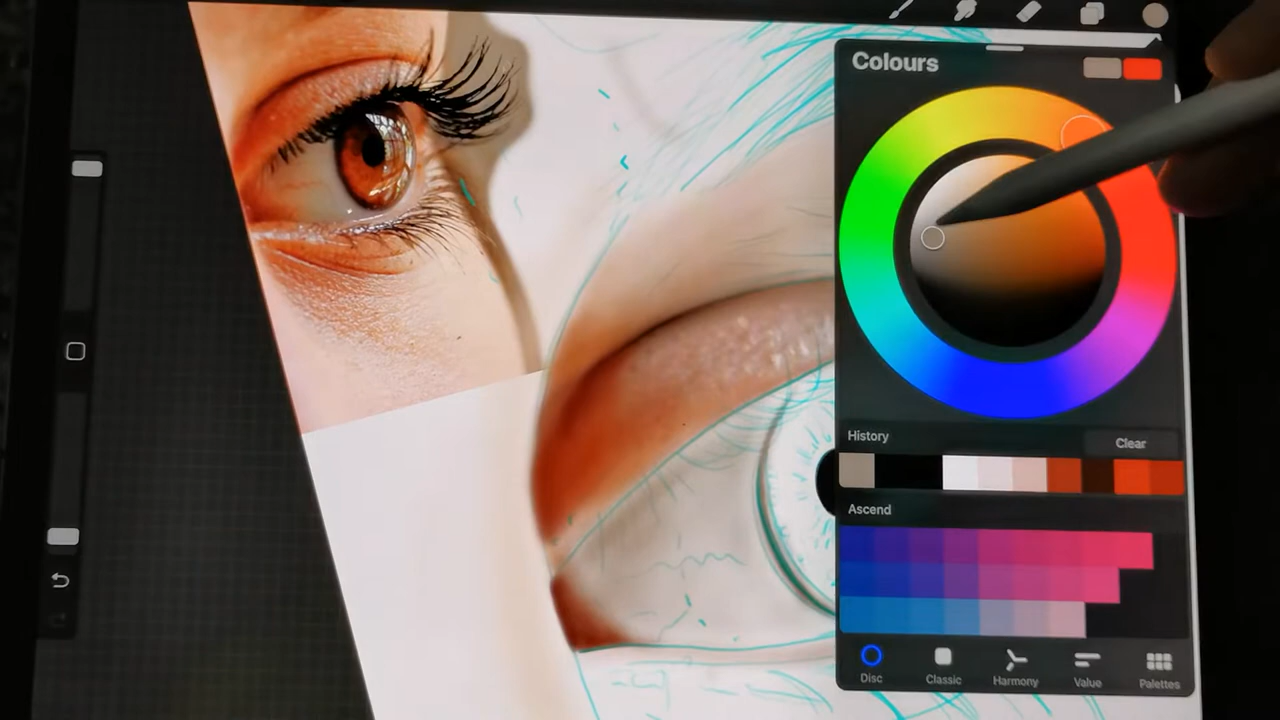 Colours
History
Clear
Ascend
Disc
Classic
Harmony
Value
Palettes